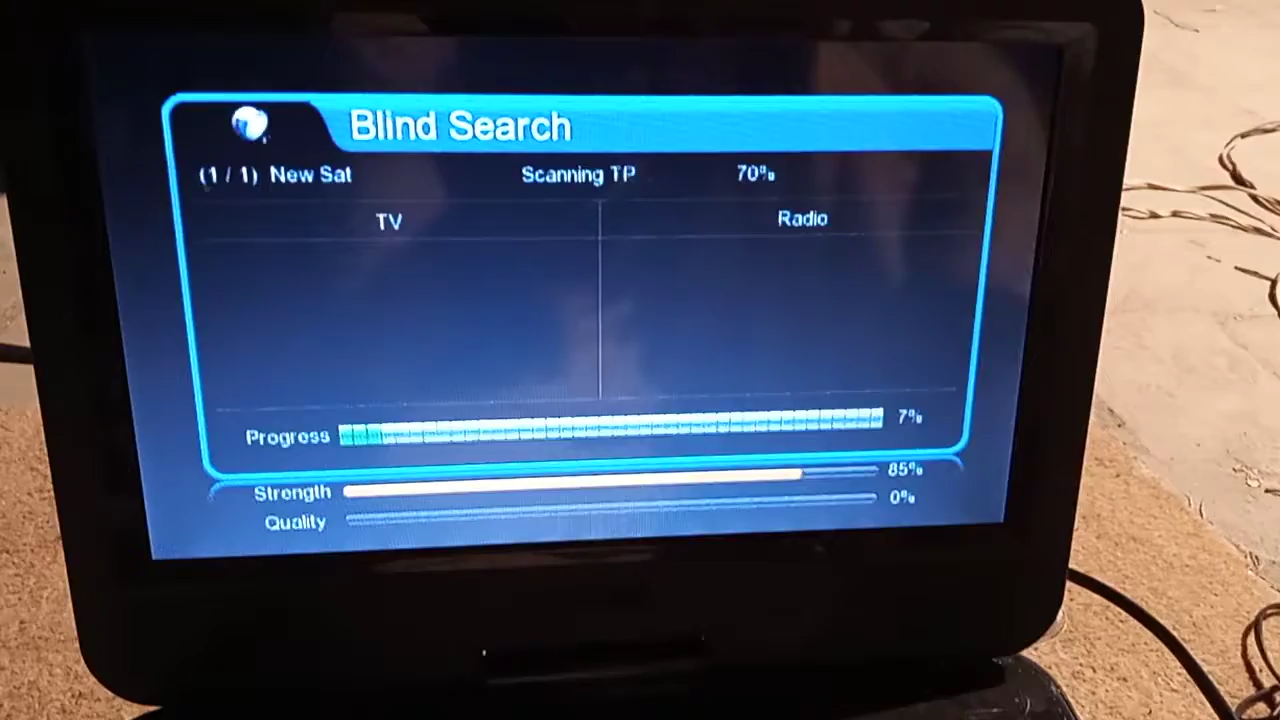 Blind Search
(1 / 1) New Sat Scanning TP 70%
TV Radio
Progress 7%
Strength 85%
Quality 0%